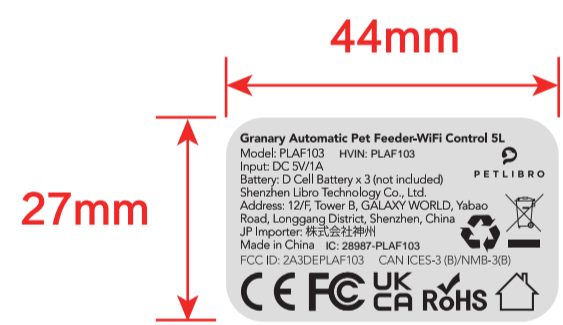 44mm
27mm
Granary Automatic Pet Feeder-WiFi Control 5L
Model: PLAF103 HVIN: PLAF103
Input: DC 5V/1A
Battery: D Cell Battery x 3 (not included)
PETLIBRO
Shenzhen Libro Technology Co., Ltd.
Address: 12/F, Tower B, GALAXY WORLD, Yabao
Road, Longgang District, Shenzhen, China
JP Importer: 株式会社神州
Made in China IC: 28987-PLAF103
FCC ID: 2A3DEPLAF103 CAN ICES-3 (B)/NMB-3(B)
CE FC UK CA RoHS